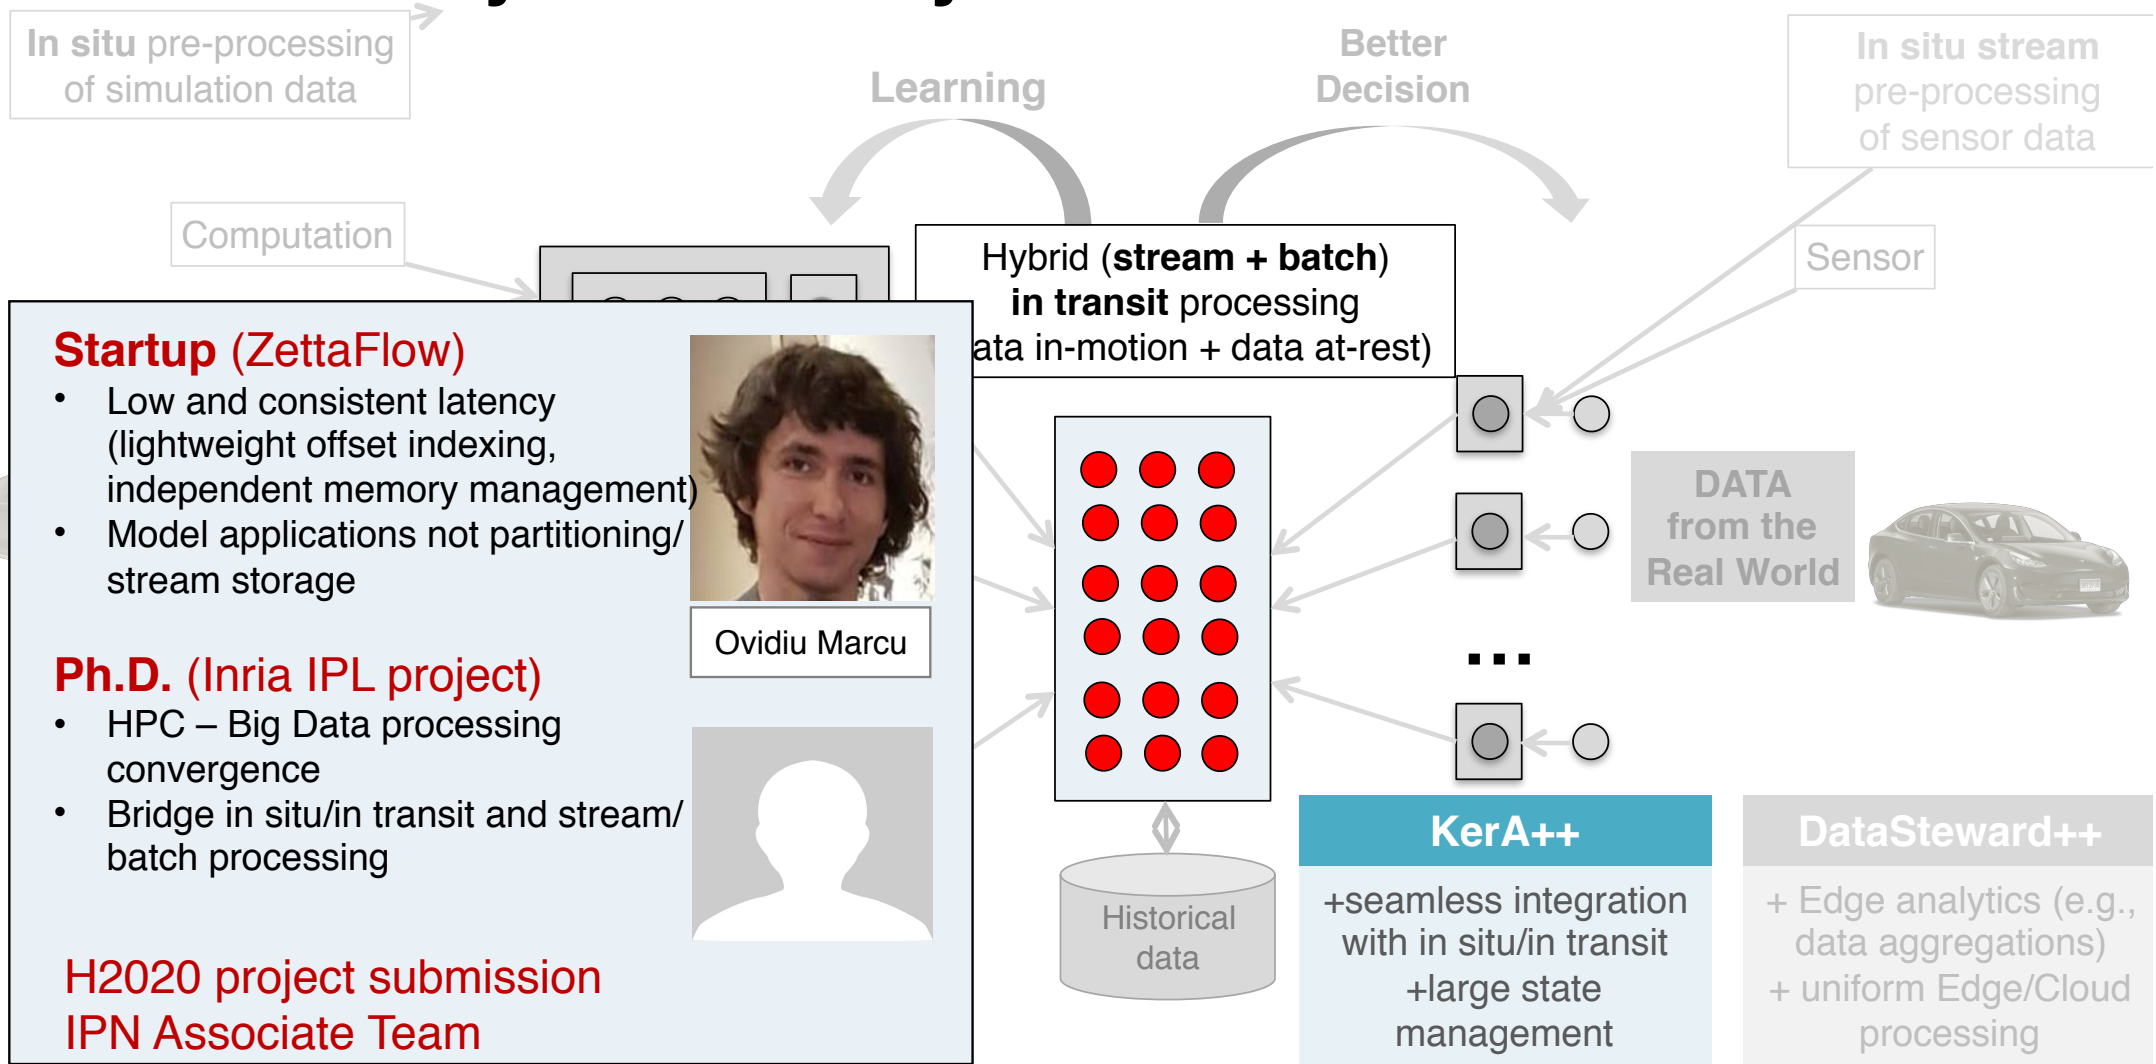 In situ pre-processing
of simulation data
Learning
Better
Decision
In situ stream
pre-processing
of sensor data
Computation
Hybrid (stream + batch)
in transit processing
ata in-motion + data at-rest)
Sensor
Startup (ZettaFlow)
• Low and consistent latency
(lightweight offset indexing,
independent memory management)
• Model applications not partitioning/
stream storage
Ovidiu Marcu
Ph.D. (Inria IPL project)
• HPC – Big Data processing
convergence
• Bridge in situ/in transit and stream/
batch processing
H2020 project submission
IPN Associate Team
DATA
from the
Real World
...
Historical
data
KerA++
+seamless integration
with in situ/in transit
+large state
management
DataSteward++
+ Edge analytics (e.g.,
data aggregations)
+ uniform Edge/Cloud
processing